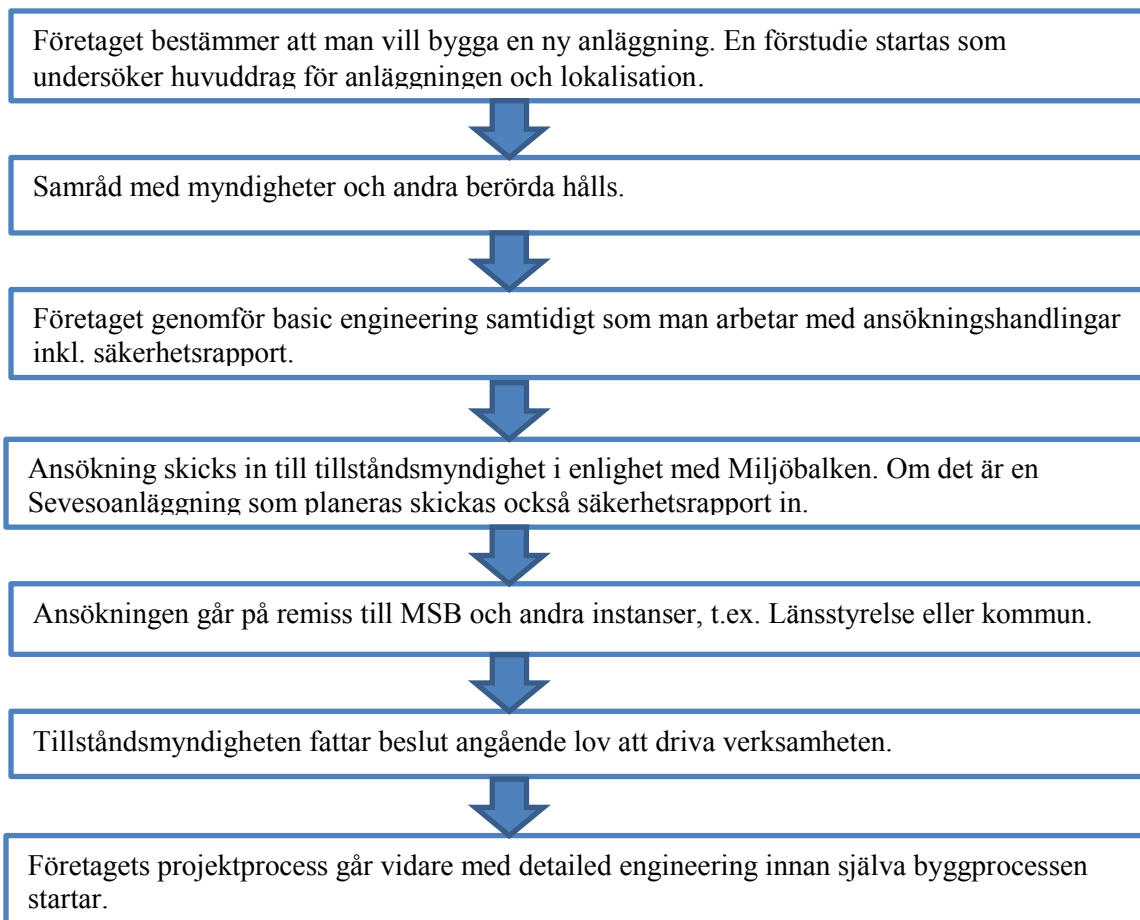 Företaget bestämmer att man vill bygga en ny anläggning. En förstudie startas som
undersöker huvuddrag för anläggningen och lokalisation.
Samråd med myndigheter och andra berörda hålls.
Företaget genomför basic engineering samtidigt som man arbetar med ansökningshandlingar
inkl. säkerhetsrapport.
Ansökning skicks in till tillståndsmyndighet i enlighet med Miljöbalken. Om det är en
Sevesoanläggning som planeras skickas också säkerhetsrapport in.
Ansökningen går på remiss till MSB och andra instanser, t.ex. Länsstyrelse eller kommun.
Tillståndsmyndigheten fattar beslut angående lov att driva verksamheten.
Företagets projektprocess går vidare med detailed engineering innan själva byggprocessen
startar.